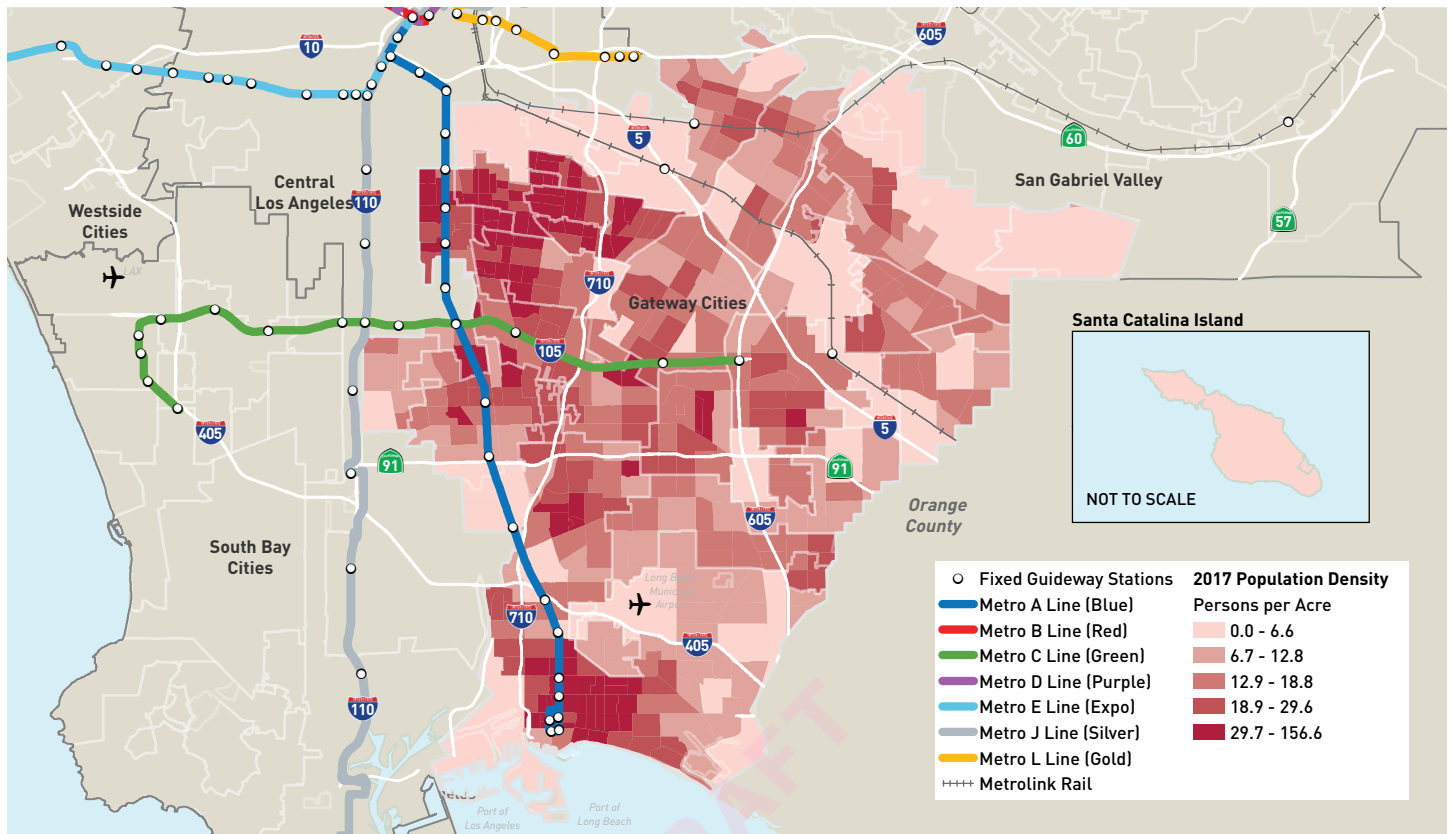 10
605
5
60
Central
Los Angeles
110
San Gabriel Valley
Westside
Cities
57
LAX
710
Gateway Cities
Santa Catalina Island
105
405
5
91
91
NOT TO SCALE
Orange
County
605
South Bay
Cities
Long Beach
Municipal
Airport
710
405
110
Port of
Los Angeles
Port of
Long Beach
Fixed Guideway Stations
Metro A Line (Blue)
Metro B Line (Red)
Metro C Line (Green)
Metro D Line (Purple)
Metro E Line (Expo)
Metro J Line (Silver)
Metro L Line (Gold)
Metrolink Rail
2017 Population Density
Persons per Acre
0.0 - 6.6
6.7 - 12.8
12.9 - 18.8
18.9 - 29.6
29.7 - 156.6